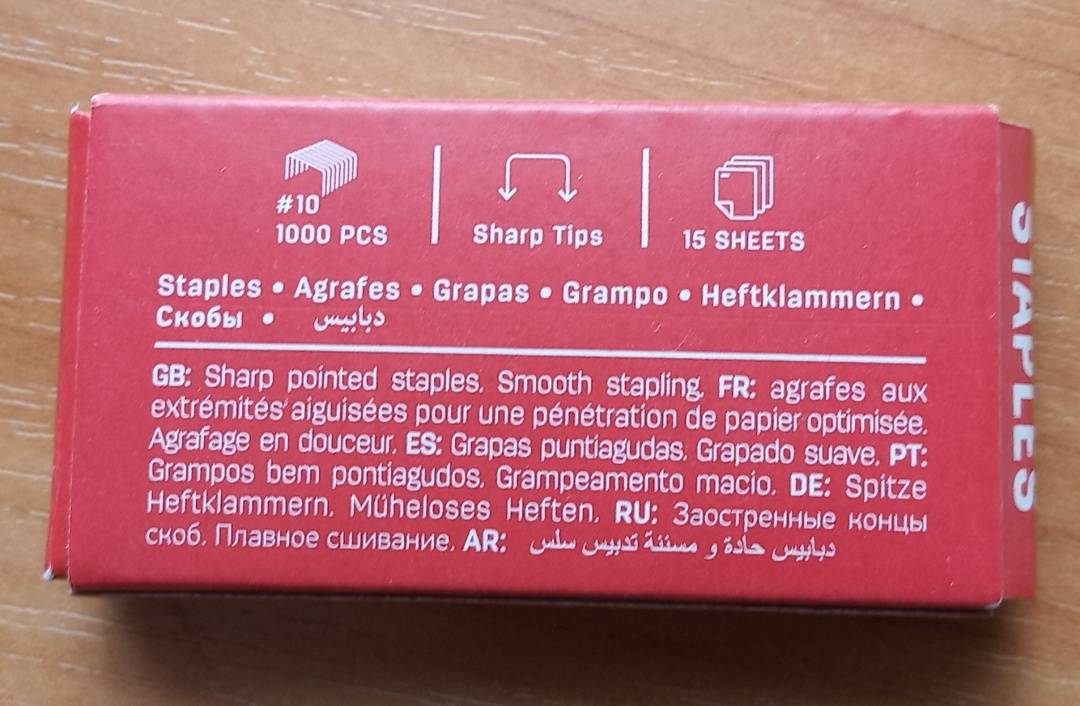 #10
1000 PCS
Sharp Tips
15 SHEETS
Staples • Agrafes • Grapas • Grampo • Heftklammern •
Скобы • دبابيس
GB: Sharp pointed staples. Smooth stapling. FR: agrafes aux
extrémités aiguisées pour une pénétration de papier optimisée.
Agrafage en douceur. ES: Grapas puntiagudas. Grapado suave. PT:
Grampos bem pontiagudos. Grampeamento macio. DE: Spitze
Heftklammern. Müheloses Heften. RU: Заостренные концы
скоб. Плавное сшивание. AR: دبابيس حادة و مسننة تدبيس سلس
STAPLES